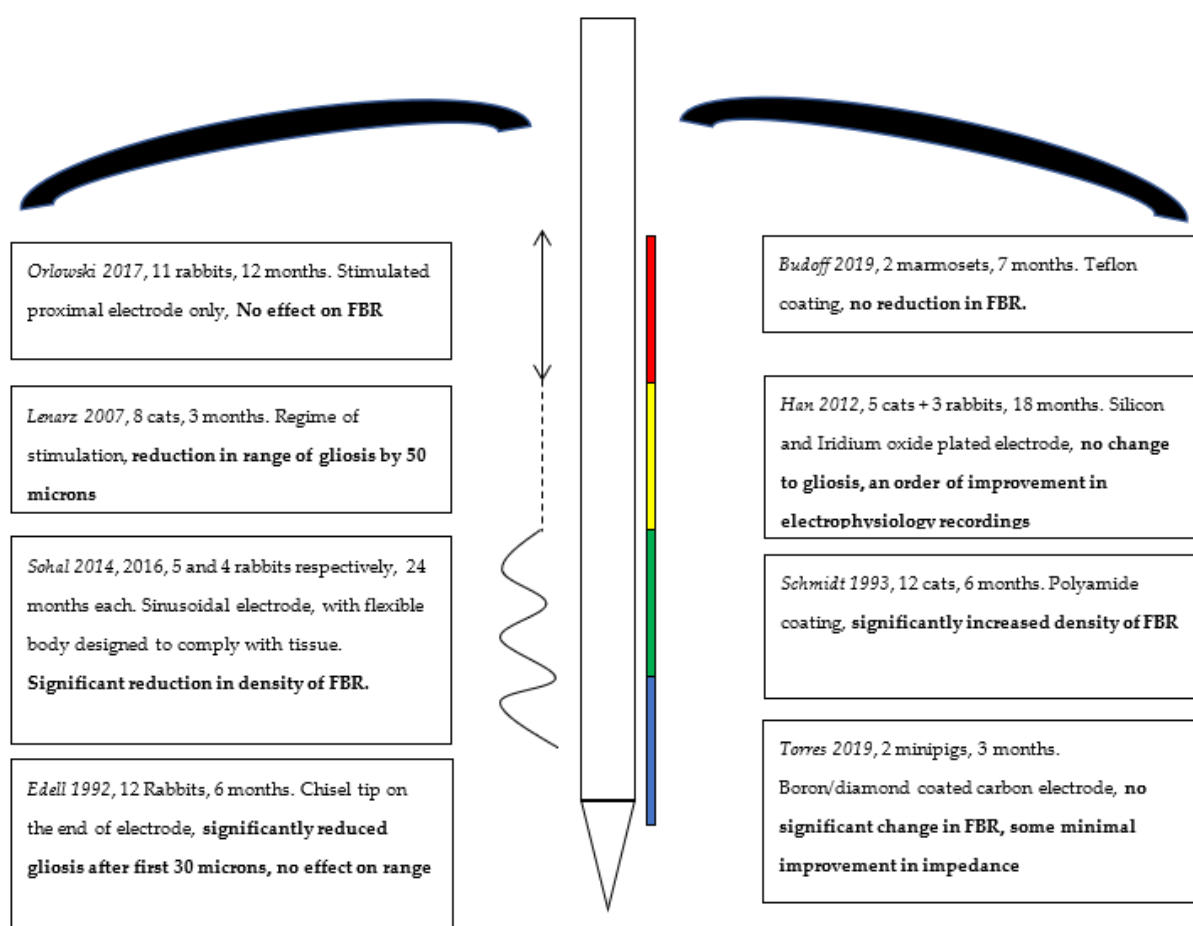 Orlowski 2017, 11 rabbits, 12 months. Stimulated
proximal electrode only, No effect on FBR
Lenarz 2007, 8 cats, 3 months. Regime of
stimulation, reduction in range of gliosis by 50
microns
Sohal 2014, 2016, 5 and 4 rabbits respectively, 24
months each. Sinusoidal electrode, with flexible
body designed to comply with tissue.
Significant reduction in density of FBR.
Edell 1992, 12 Rabbits, 6 months. Chisel tip on
the end of electrode, significantly reduced
gliosis after first 30 microns, no effect on range
Budoff 2019, 2 marmosets, 7 months. Teflon
coating, no reduction in FBR.
Han 2012, 5 cats + 3 rabbits, 18 months. Silicon
and Iridium oxide plated electrode, no change
to gliosis, an order of improvement in
electrophysiology recordings
Schmidt 1993, 12 cats, 6 months. Polyamide
coating, significantly increased density of FBR
Torres 2019, 2 minipigs, 3 months.
Boron/diamond coated carbon electrode, no
significant change in FBR, some minimal
improvement in impedance